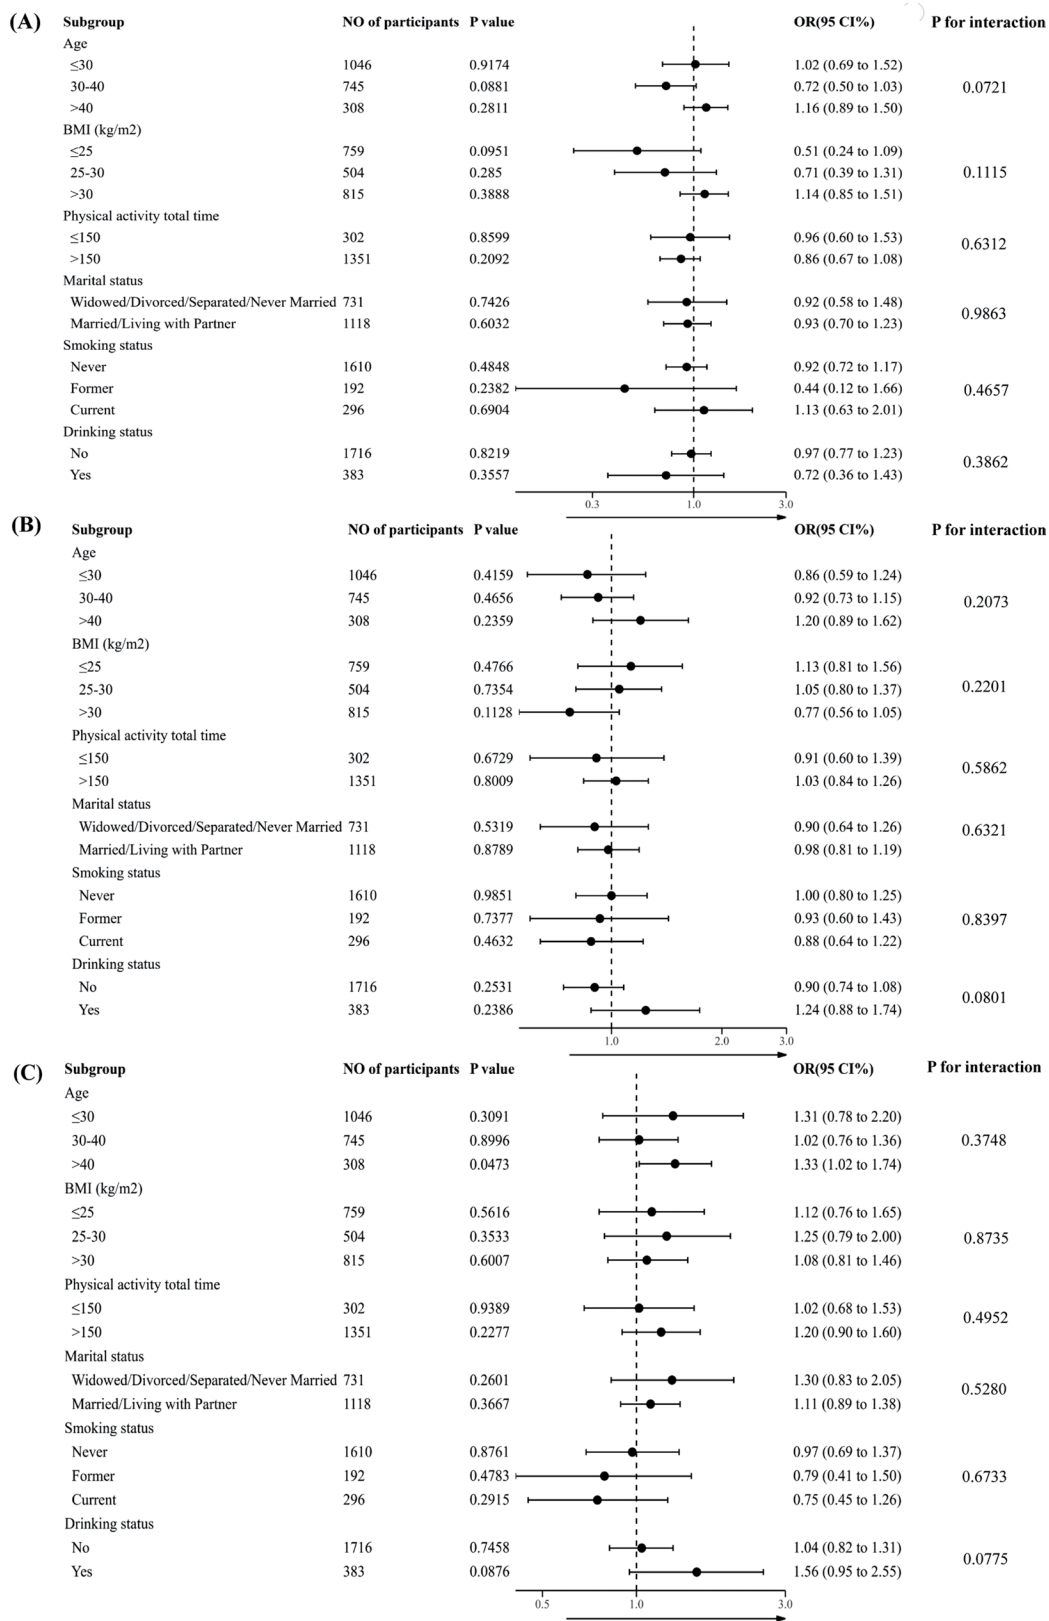 (A) Subgroup NO of participants P value OR(95 CI%) P for interaction
Age
≤30 1046 0.9174 1.02 (0.69 to 1.52)
30-40 745 0.0881 0.72 (0.50 to 1.03) 0.0721
>40 308 0.2811 1.16 (0.89 to 1.50)
BMI (kg/m2)
≤25 759 0.0951 0.51 (0.24 to 1.09)
25-30 504 0.285 0.71 (0.39 to 1.31) 0.1115
>30 815 0.3888 1.14 (0.85 to 1.51)
Physical activity total time
≤150 302 0.8599 0.96 (0.60 to 1.53) 0.6312
>150 1351 0.2092 0.86 (0.67 to 1.08)
Marital status
Widowed/Divorced/Separated/Never Married 731 0.7426 0.92 (0.58 to 1.48) 0.9863
Married/Living with Partner 1118 0.6032 0.93 (0.70 to 1.23)
Smoking status
Never 1610 0.4848 0.92 (0.72 to 1.17)
Former 192 0.2382 0.44 (0.12 to 1.66) 0.4657
Current 296 0.6904 1.13 (0.63 to 2.01)
Drinking status
No 1716 0.8219 0.97 (0.77 to 1.23) 0.3862
Yes 383 0.3557 0.72 (0.36 to 1.43)
0.3 1.0 3.0
(B) Subgroup NO of participants P value OR(95 CI%) P for interaction
Age
≤30 1046 0.4159 0.86 (0.59 to 1.24)
30-40 745 0.4656 0.92 (0.73 to 1.15) 0.2073
>40 308 0.2359 1.20 (0.89 to 1.62)
BMI (kg/m2)
≤25 759 0.4766 1.13 (0.81 to 1.56)
25-30 504 0.7354 1.05 (0.80 to 1.37) 0.2201
>30 815 0.1128 0.77 (0.56 to 1.05)
Physical activity total time
≤150 302 0.6729 0.91 (0.60 to 1.39) 0.5862
>150 1351 0.8009 1.03 (0.84 to 1.26)
Marital status
Widowed/Divorced/Separated/Never Married 731 0.5319 0.90 (0.64 to 1.26) 0.6321
Married/Living with Partner 1118 0.8789 0.98 (0.81 to 1.19)
Smoking status
Never 1610 0.9851 1.00 (0.80 to 1.25)
Former 192 0.7377 0.93 (0.60 to 1.43) 0.8397
Current 296 0.4632 0.88 (0.64 to 1.22)
Drinking status
No 1716 0.2531 0.90 (0.74 to 1.08) 0.0801
Yes 383 0.2386 1.24 (0.88 to 1.74)
1.0 2.0 3.0
(C) Subgroup NO of participants P value OR(95 CI%) P for interaction
Age
≤30 1046 0.3091 1.31 (0.78 to 2.20)
30-40 745 0.8996 1.02 (0.76 to 1.36) 0.3748
>40 308 0.0473 1.33 (1.02 to 1.74)
BMI (kg/m2)
≤25 759 0.5616 1.12 (0.76 to 1.65)
25-30 504 0.3533 1.25 (0.79 to 2.00) 0.8735
>30 815 0.6007 1.08 (0.81 to 1.46)
Physical activity total time
≤150 302 0.9389 1.02 (0.68 to 1.53) 0.4952
>150 1351 0.2277 1.20 (0.90 to 1.60)
Marital status
Widowed/Divorced/Separated/Never Married 731 0.2601 1.30 (0.83 to 2.05) 0.5280
Married/Living with Partner 1118 0.3667 1.11 (0.89 to 1.38)
Smoking status
Never 1610 0.8761 0.97 (0.69 to 1.37)
Former 192 0.4783 0.79 (0.41 to 1.50) 0.6733
Current 296 0.2915 0.75 (0.45 to 1.26)
Drinking status
No 1716 0.7458 1.04 (0.82 to 1.31) 0.0775
Yes 383 0.0876 1.56 (0.95 to 2.55)
0.5 1.0 3.0